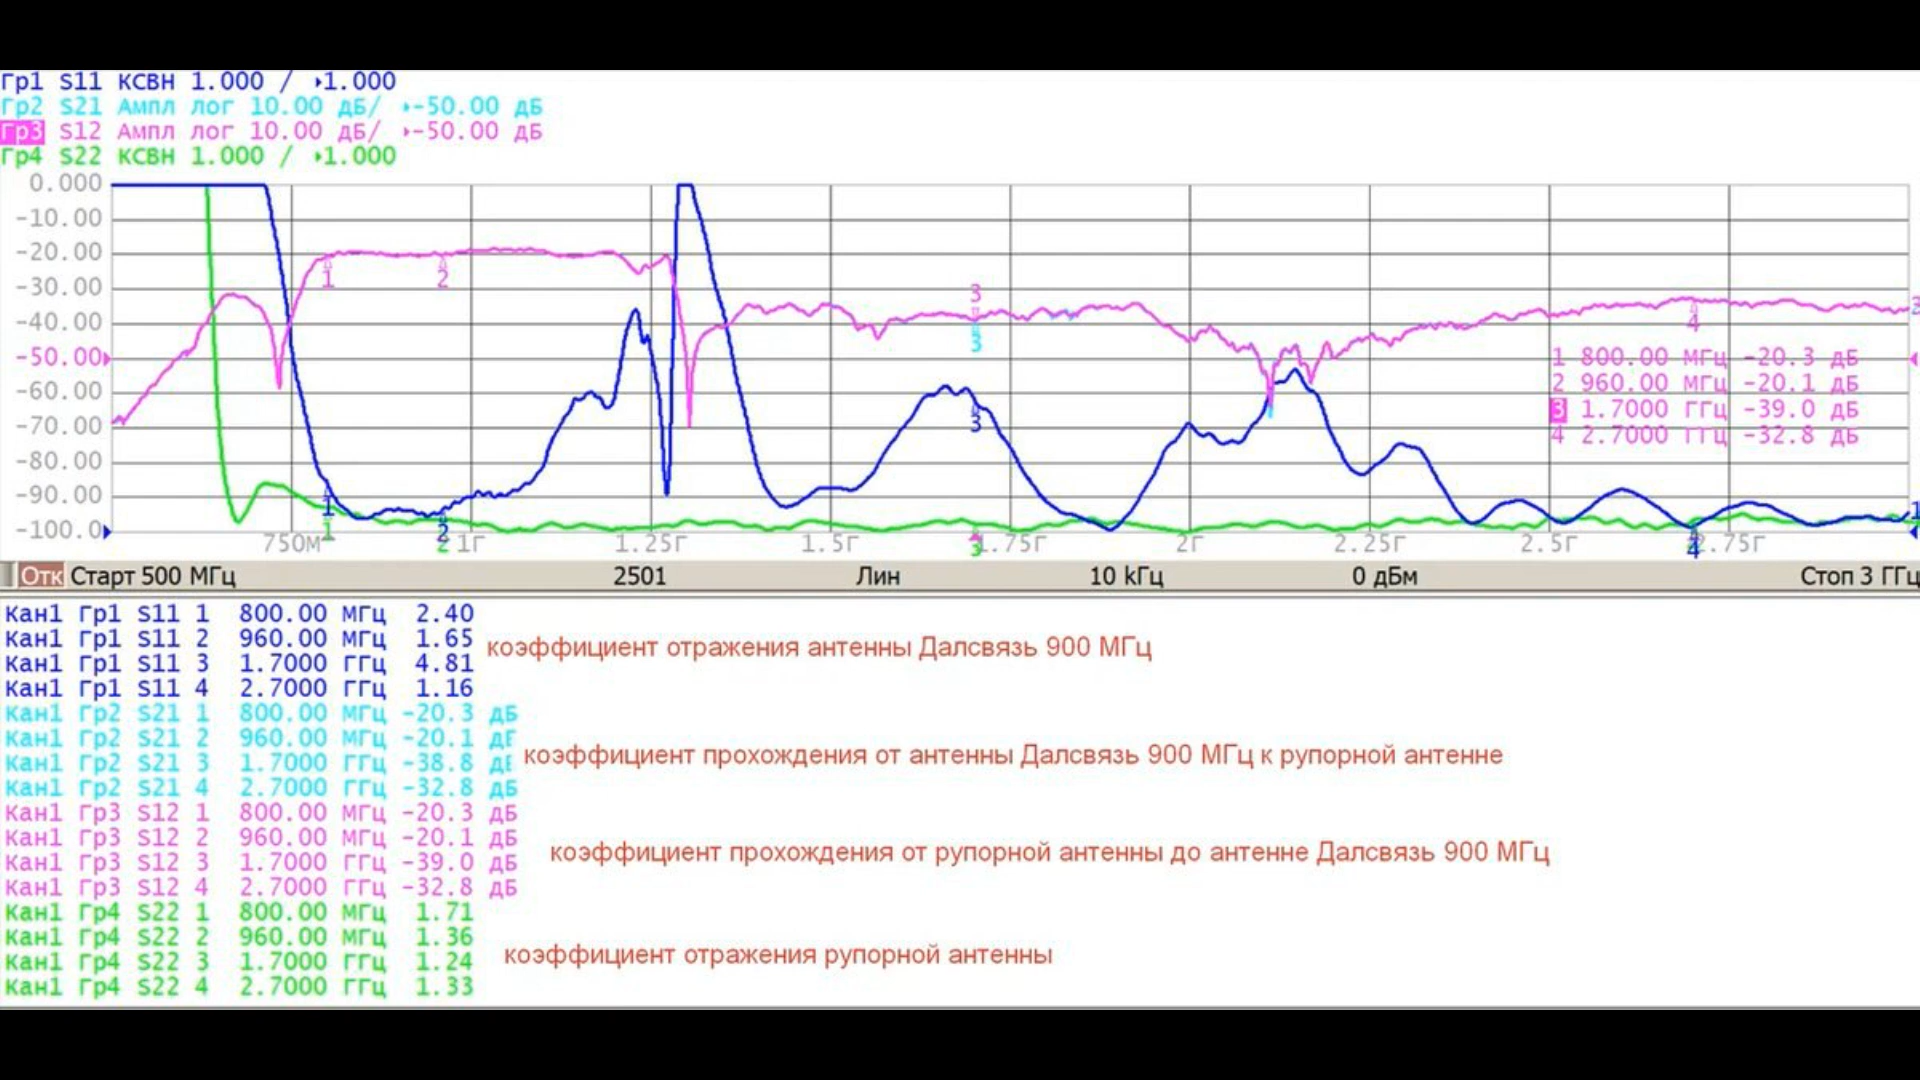 Гр1 S11 КСВН 1.000 / 1.000
Гр2 S21 Ампл лог 10.00 дБ/ -50.00 дБ
Гр3 S12 Ампл лог 10.00 дБ/ -50.00 дБ
Гр4 S22 КСВН 1.000 / 1.000
0.000
-10.00
-20.00
-30.00
-40.00
-50.00
-60.00
-70.00
-80.00
-90.00
-100.0
1 800.00 МГц -20.3 дБ
2 960.00 МГц -20.1 дБ
3 1.7000 ГГц -39.0 дБ
4 2.7000 ГГц -32.8 дБ
750М 1Г 1.25Г 1.5Г 1.75Г 2Г 2.25Г 2.5Г 2.75Г
Отк Старт 500 МГц 2501 Лин 10 kГц 0 дБм Стоп 3 ГГц
Кан1 Гр1 S11 1 800.00 МГц 2.40
Кан1 Гр1 S11 2 960.00 МГц 1.65
коэффициент отражения антенны Далсвязь 900 МГц
Кан1 Гр1 S11 3 1.7000 ГГц 4.81
Кан1 Гр1 S11 4 2.7000 ГГц 1.16
Кан1 Гр2 S21 1 800.00 МГц -20.3 дБ
Кан1 Гр2 S21 2 960.00 МГц -20.1 дБ
коэффициент прохождения от антенны Далсвязь 900 МГц к рупорной антенне
Кан1 Гр2 S21 3 1.7000 ГГц -38.8 дБ
Кан1 Гр2 S21 4 2.7000 ГГц -32.8 дБ
Кан1 Гр3 S12 1 800.00 МГц -20.3 дБ
Кан1 Гр3 S12 2 960.00 МГц -20.1 дБ
коэффициент прохождения от рупорной антенны до антенне Далсвязь 900 МГц
Кан1 Гр3 S12 3 1.7000 ГГц -39.0 дБ
Кан1 Гр3 S12 4 2.7000 ГГц -32.8 дБ
Кан1 Гр4 S22 1 800.00 МГц 1.71
Кан1 Гр4 S22 2 960.00 МГц 1.36
коэффициент отражения рупорной антенны
Кан1 Гр4 S22 3 1.7000 ГГц 1.24
Кан1 Гр4 S22 4 2.7000 ГГц 1.33